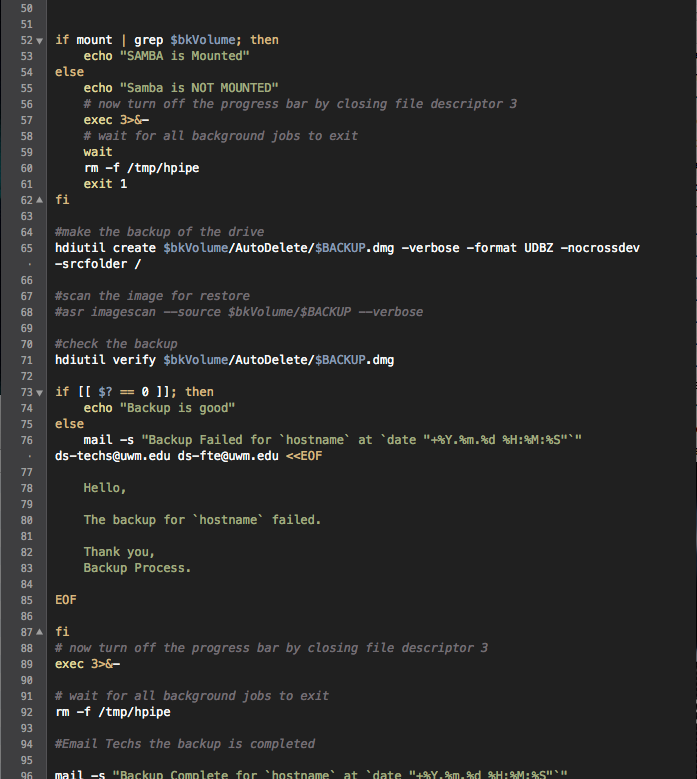 50
51
52 if mount | grep $bkVolume; then
53     echo "SAMBA is Mounted"
54 else
55     echo "Samba is NOT MOUNTED"
56     # now turn off the progress bar by closing file descriptor 3
57     exec 3>&-
58     # wait for all background jobs to exit
59     wait
60     rm -f /tmp/hpipe
61     exit 1
62 fi
63
64 #make the backup of the drive
65 hdiutil create $bkVolume/AutoDelete/$BACKUP.dmg -verbose -format UDBZ -nocrossdev
· -srcfolder /
66
67 #scan the image for restore
68 #asr imagescan --source $bkVolume/$BACKUP --verbose
69
70 #check the backup
71 hdiutil verify $bkVolume/AutoDelete/$BACKUP.dmg
72
73 if [[ $? == 0 ]]; then
74     echo "Backup is good"
75 else
76     mail -s "Backup Failed for `hostname` at `date "+%Y.%m.%d %H:%M:%S"`"
· ds-techs@uwm.edu ds-fte@uwm.edu <<EOF
77
78     Hello,
79
80     The backup for `hostname` failed.
81
82     Thank you,
83     Backup Process.
84
85 EOF
86
87 fi
88 # now turn off the progress bar by closing file descriptor 3
89 exec 3>&-
90
91 # wait for all background jobs to exit
92 rm -f /tmp/hpipe
93
94 #Email Techs the backup is completed
95
96 mail -s "Backup Complete for `hostname` at `date "+%Y.%m.%d %H:%M:%S"`"